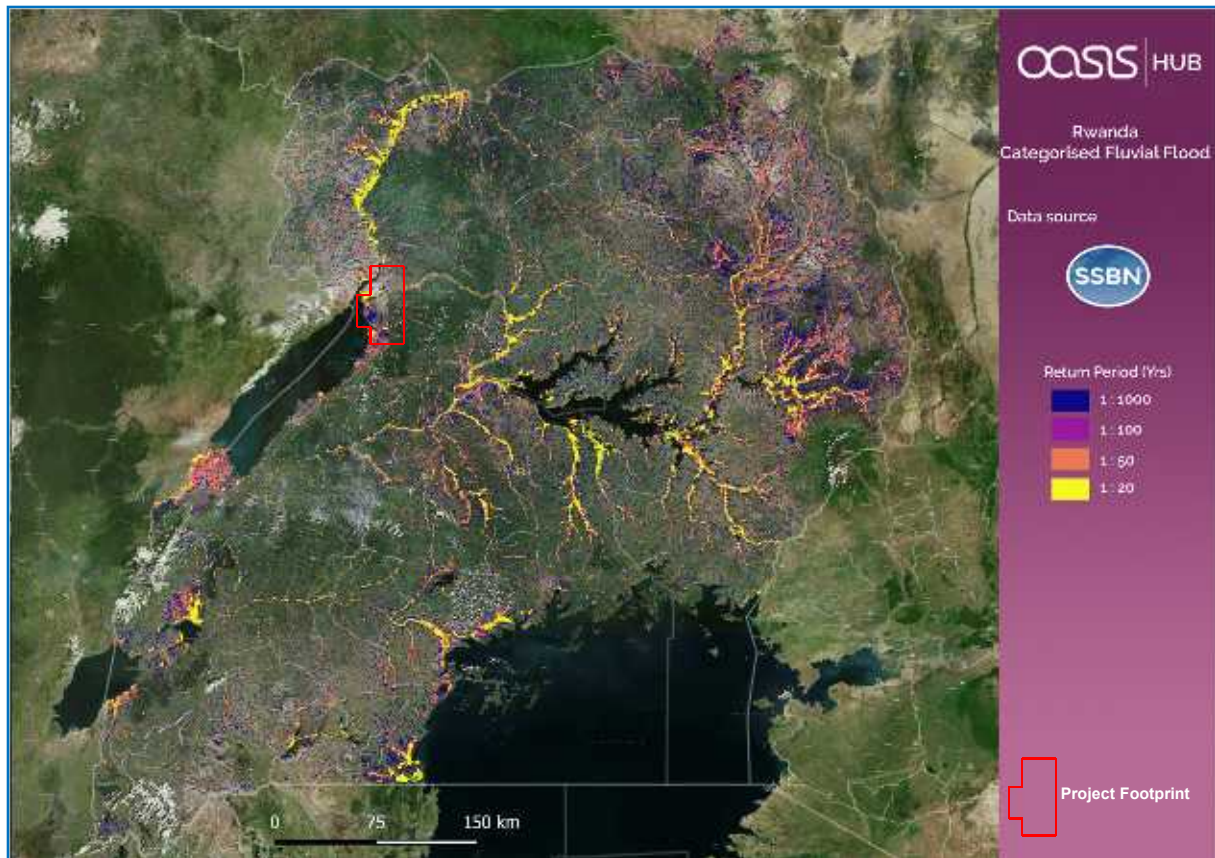 OASIS | HUB
Rwanda
Categorised Fluvial Flood
Data source
SSBN
Return Period (Yrs)
1 : 1000
1 : 100
1 : 50
1 : 20
Project Footprint
0 75 150 km